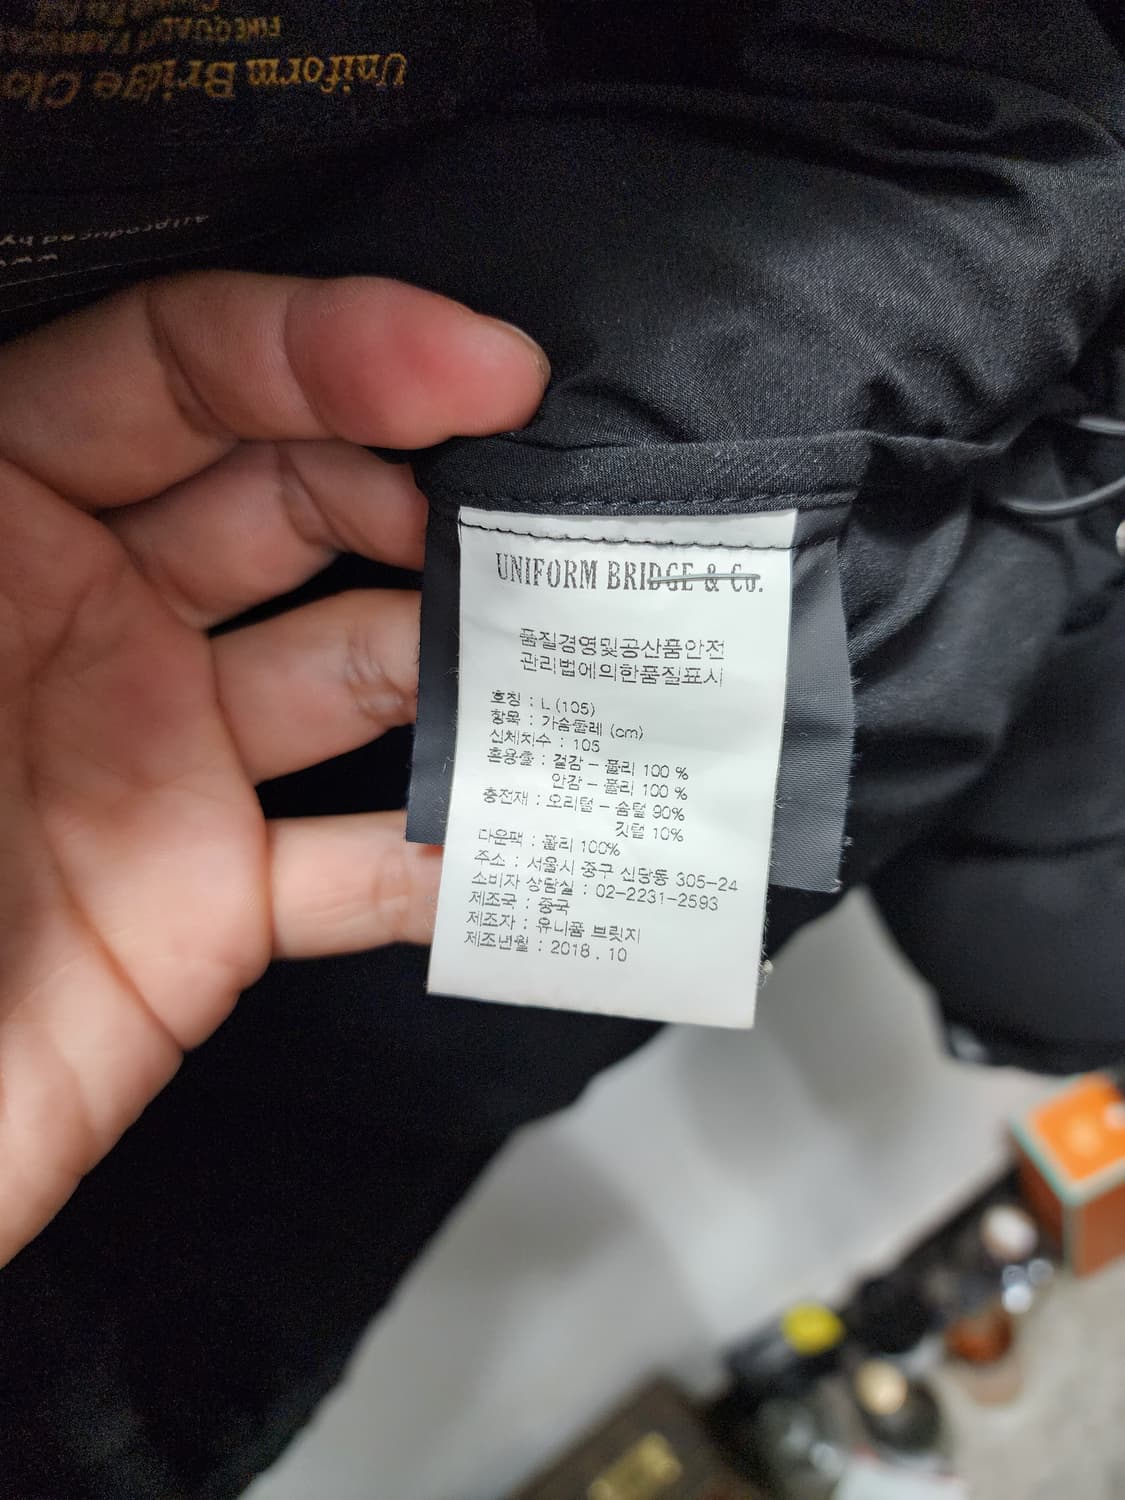 Uniform Bridge Clo
FINE QUALITY FABRICS
allproduced by
UNIFORM BRIDGE & Co.
품질경영및공산품안전
관리법에의한품질표시
호칭 : L (105)
항목 : 가슴둘레 (cm)
신체치수 : 105
혼용율 : 겉감 - 폴리 100 %
안감 - 폴리 100 %
충전재 : 오리털 - 솜털 90%
깃털 10%
다운팩 : 폴리 100%
주소 : 서울시 중구 신당동 305-24
소비자 상담실 : 02-2231-2593
제조국 : 중국
제조자 : 유니폼 브릿지
제조년월 : 2018 . 10